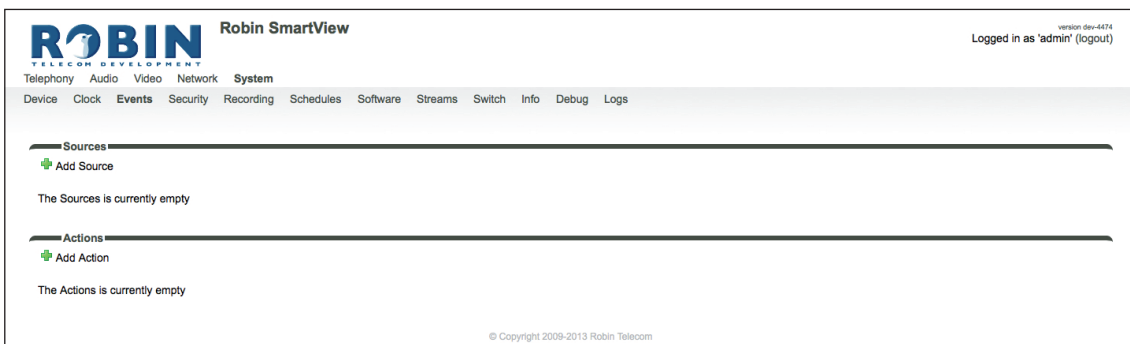 ROBIN
TELECOM DEVELOPMENT
Robin SmartView
version dev-4474
Logged in as 'admin' (logout)
Telephony Audio Video Network System
Device Clock Events Security Recording Schedules Software Streams Switch Info Debug Logs
Sources
Add Source
The Sources is currently empty
Actions
Add Action
The Actions is currently empty
© Copyright 2009-2013 Robin Telecom